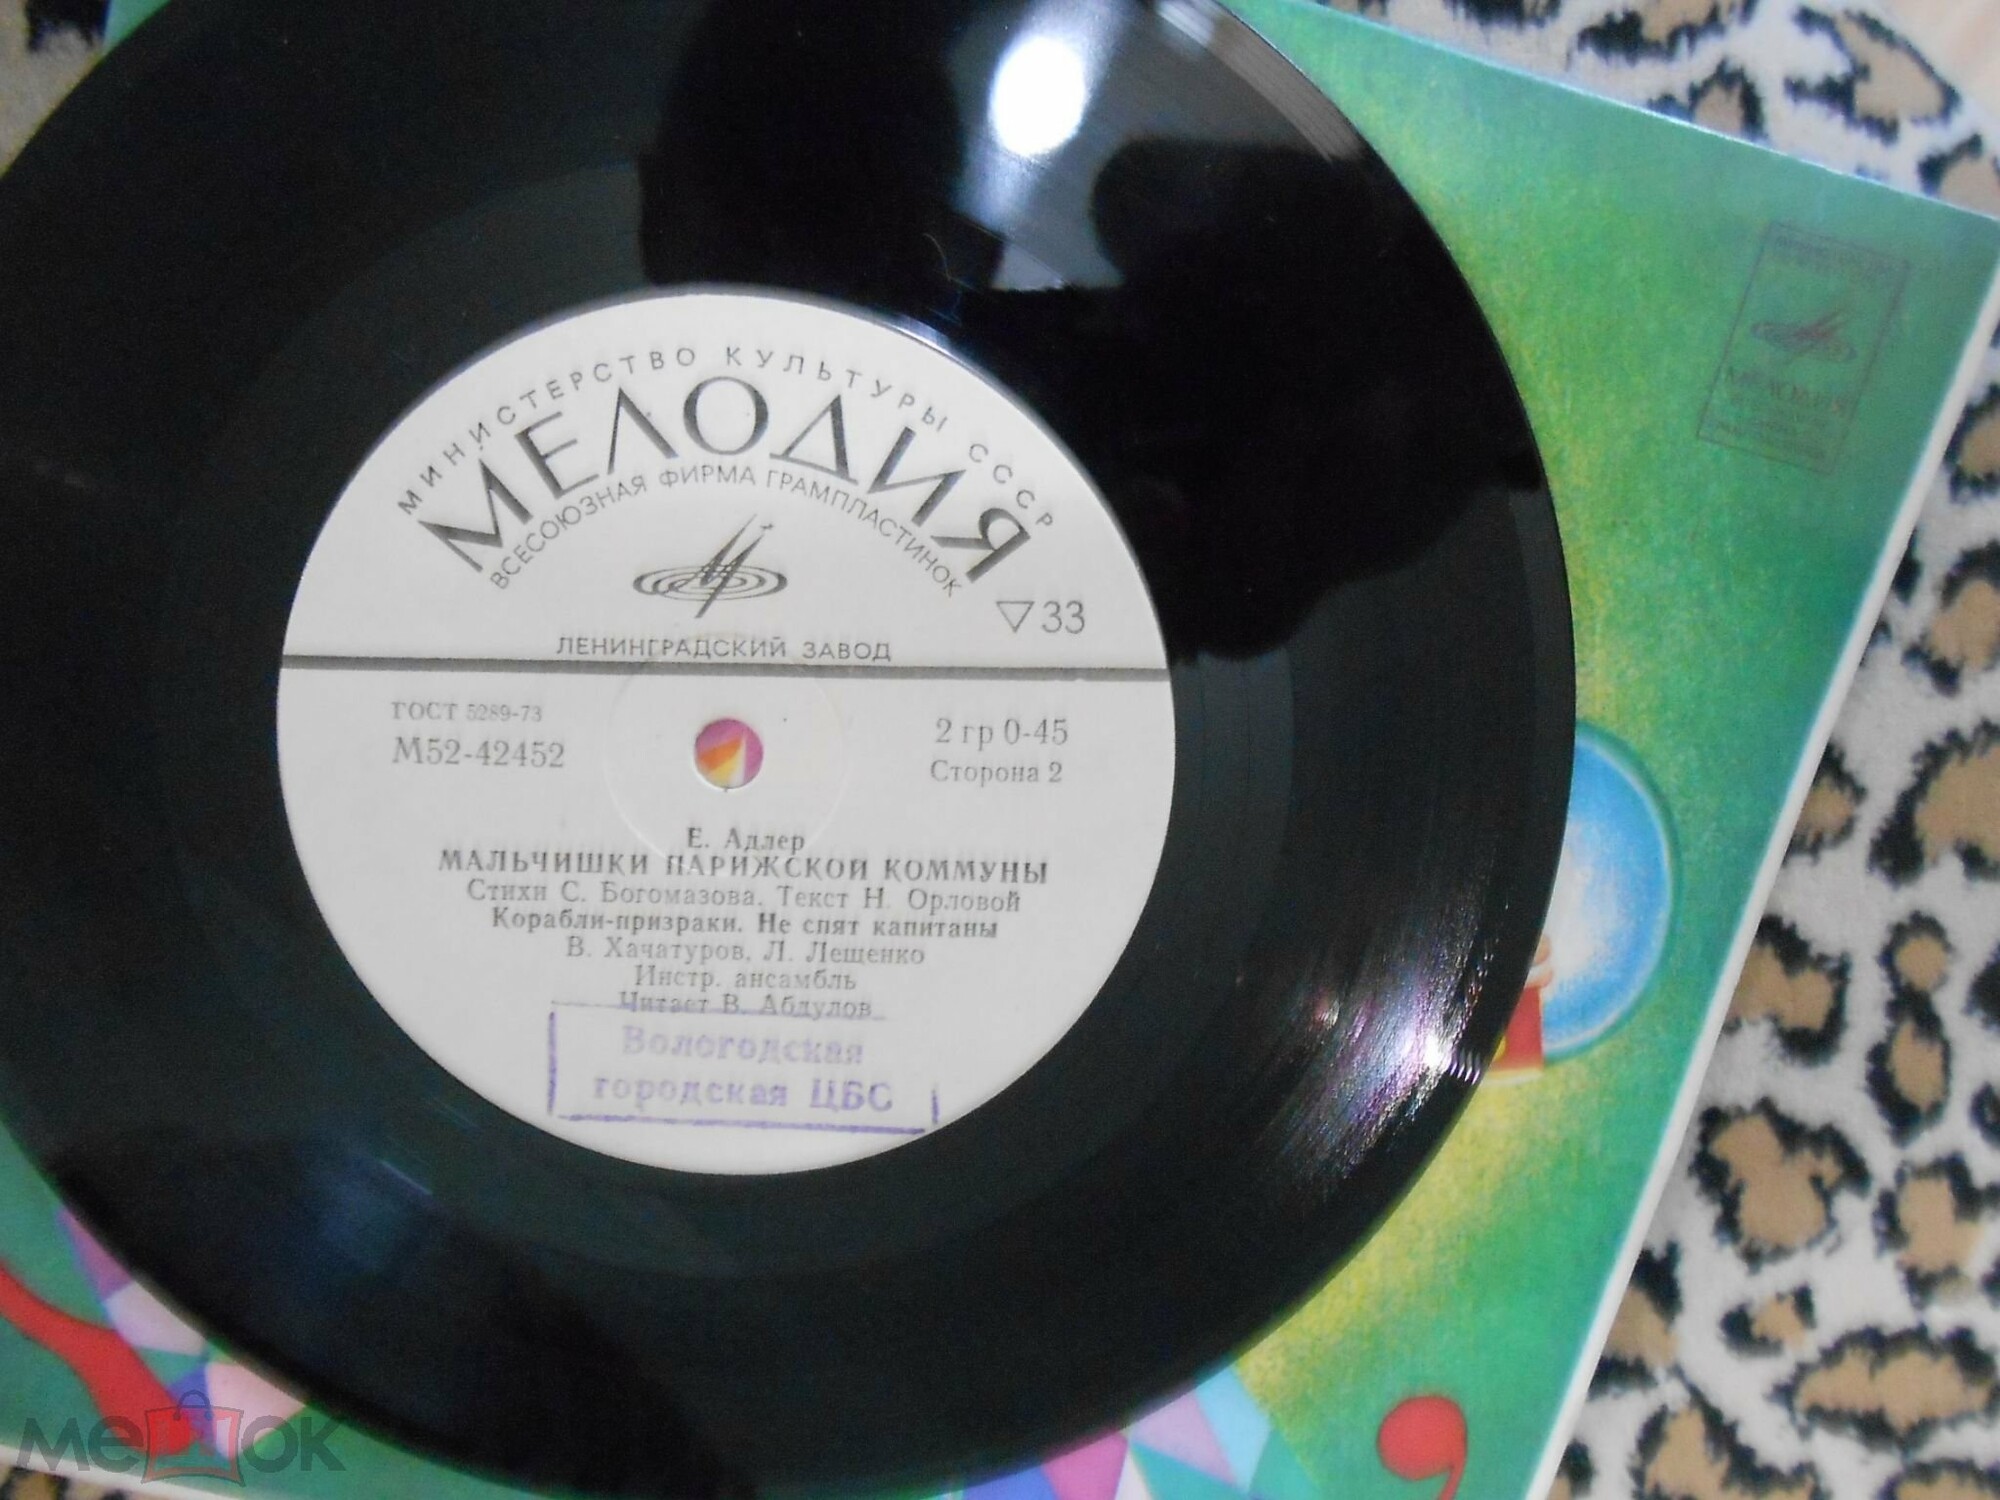 МИНИСТЕРСТВО КУЛЬТУРЫ СССР
МЕЛОДИЯ
ВСЕСОЮЗНАЯ ФИРМА ГРАМПЛАСТИНОК
33
ЛЕНИНГРАДСКИЙ ЗАВОД
ГОСТ 5289-73
М52-42452
2 гр 0-45
Сторона 2
Е. Адлер
МАЛЬЧИШКИ ПАРИЖСКОЙ КОММУНЫ
Стихи С. Богомазова. Текст Н. Орловой
Корабли-призраки. Не спят капитаны
В. Хачатуров, Л. Лещенко
Инстр. ансамбль
Читает В. Абдулов
Вологодская
городская ЦБС
МЕЛОДИЯ
мешок